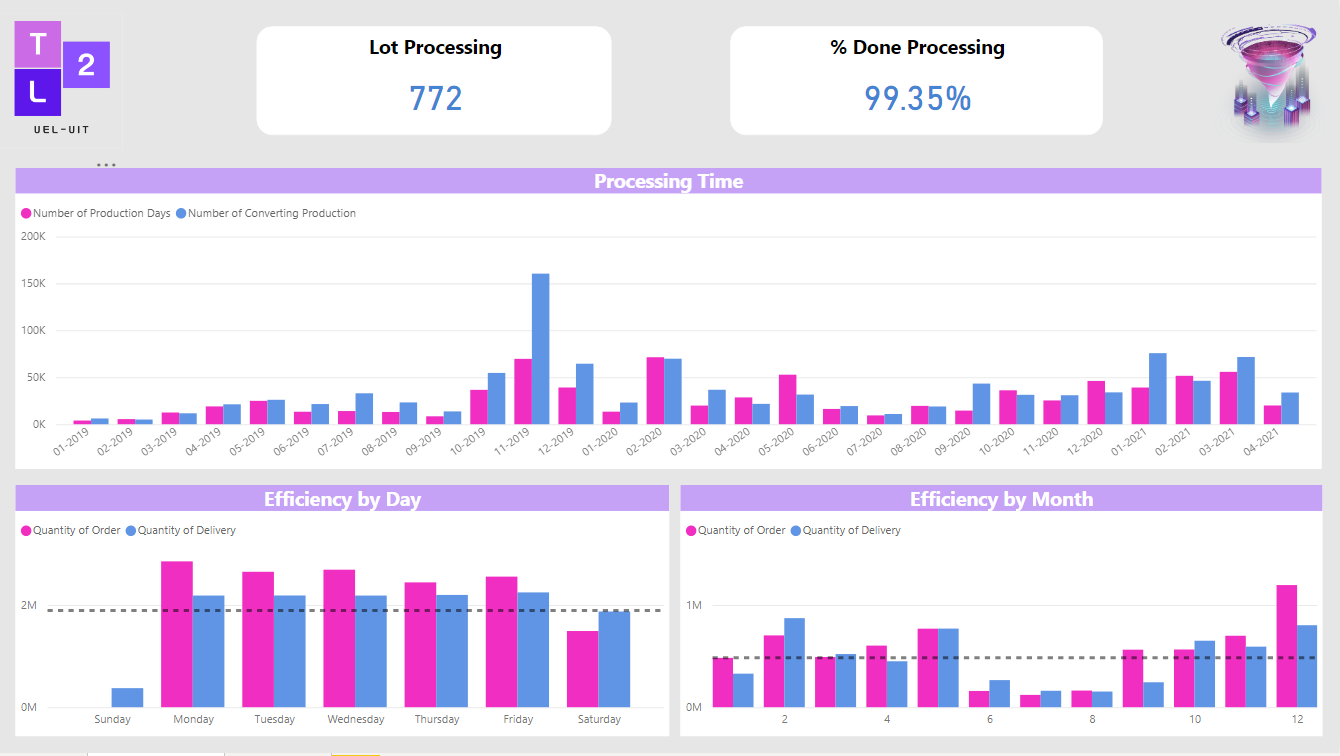 T
2
L
UEL-UIT
Lot Processing
772
% Done Processing
99.35%
...
Processing Time
Number of Production Days Number of Converting Production
200K
150K
100K
50K
0K
01-2019 02-2019 03-2019 04-2019 05-2019 06-2019 07-2019 08-2019 09-2019 10-2019 11-2019 12-2019 01-2020 02-2020 03-2020 04-2020 05-2020 06-2020 07-2020 08-2020 09-2020 10-2020 11-2020 12-2020 01-2021 02-2021 03-2021 04-2021
Efficiency by Day
Quantity of Order Quantity of Delivery
2M
0M
Sunday Monday Tuesday Wednesday Thursday Friday Saturday
Efficiency by Month
Quantity of Order Quantity of Delivery
1M
0M
2 4 6 8 10 12